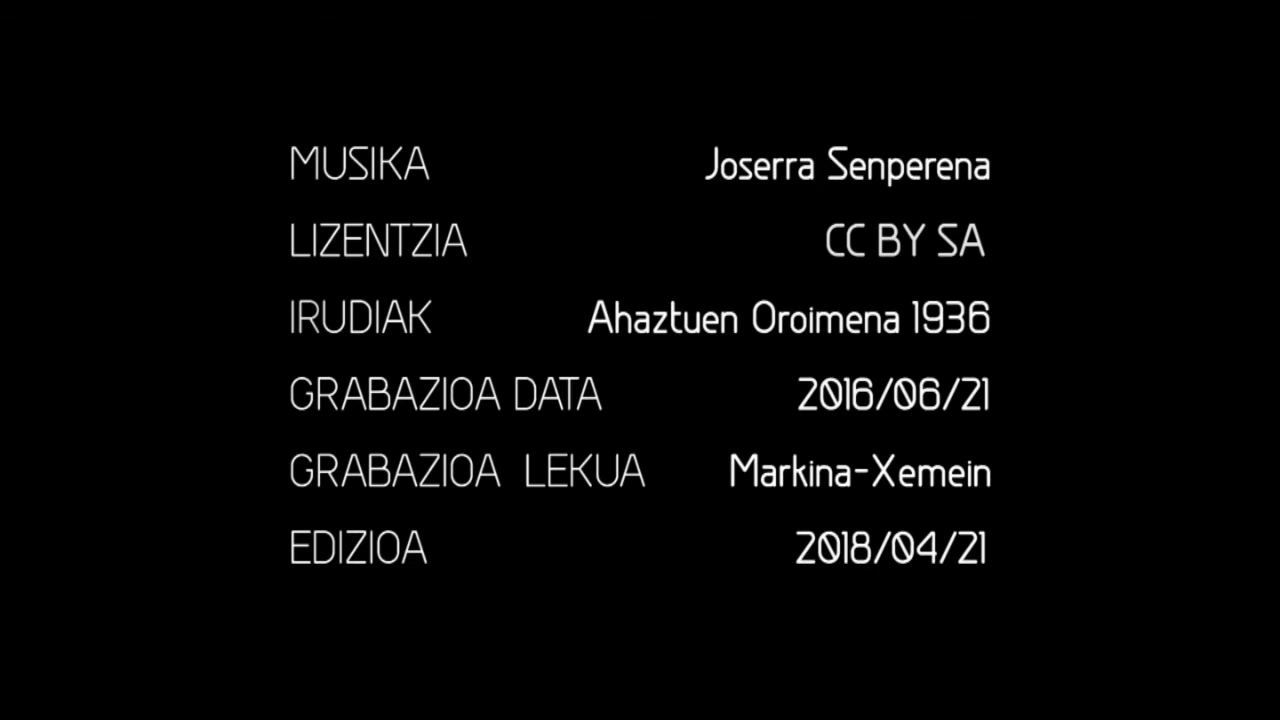 MUSIKA Joserra Senperena
LIZENTZIA CC BY SA
IRUDIAK Ahaztuen Oroimena 1936
GRABAZIOA DATA 2016/06/21
GRABAZIOA LEKUA Markina-Xemein
EDIZIOA 2018/04/21